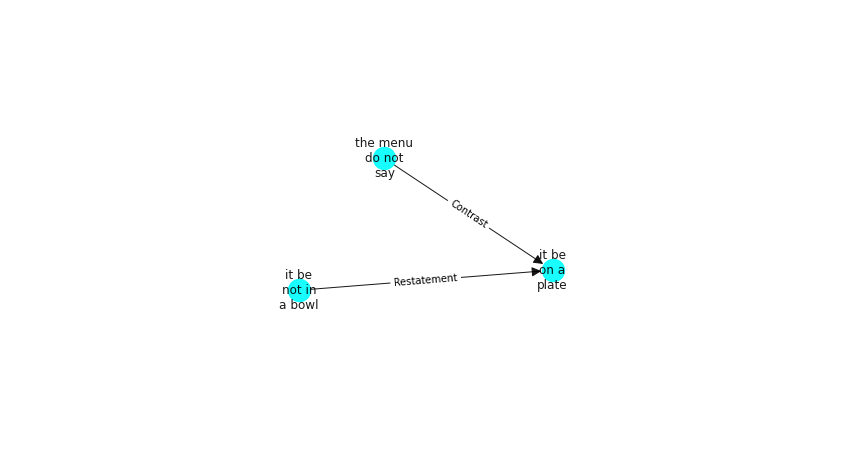 the menu
do not
say
Contrast
it be
on a
plate
Restatement
it be
not in
a bowl